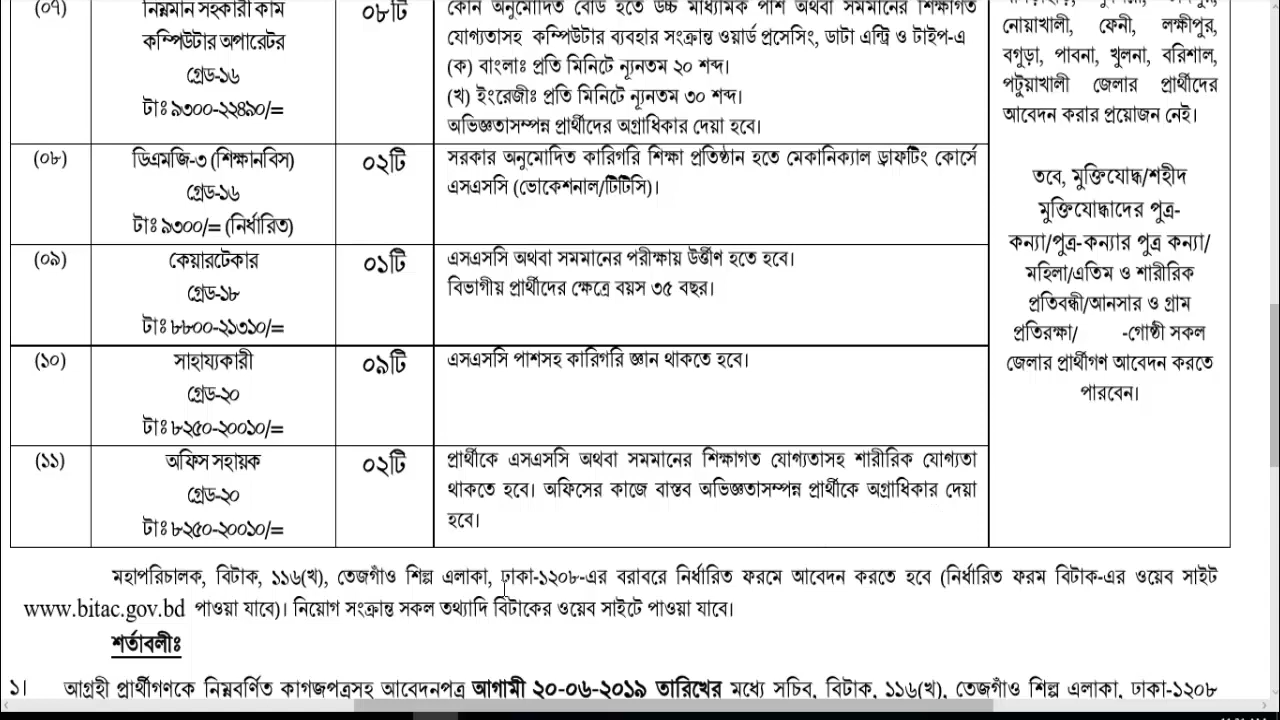 (০৭)
নিম্নমান সহকারী কাম
কম্পিউটার অপারেটর
গ্রেড-১৬
টাঃ ৯৩০০-২২৪৯০/=
০৮টি
কোন অনুমোদিত বোর্ড হতে উচ্চ মাধ্যমিক পাশ অথবা সমমানের শিক্ষাগত
যোগ্যতাসহ কম্পিউটার ব্যবহার সংক্রান্ত ওয়ার্ড প্রসেসিং, ডাটা এন্ট্রি ও টাইপ-এ
(ক) বাংলাঃ প্রতি মিনিটে ন্যূনতম ২০ শব্দ।
(খ) ইংরেজীঃ প্রতি মিনিটে ন্যূনতম ৩০ শব্দ।
অভিজ্ঞতাসম্পন্ন প্রার্থীদের অগ্রাধিকার দেয়া হবে।
(০৮)
ডিএমজি-৩ (শিক্ষানবিস)
গ্রেড-১৬
টাঃ ৯৩০০/= (নির্ধারিত)
০২টি
সরকার অনুমোদিত কারিগরি শিক্ষা প্রতিষ্ঠান হতে মেকানিক্যাল ড্রাফটিং কোর্সে
এসএসসি (ভোকেশনাল/টিটিসি)।
(০৯)
কেয়ারটেকার
গ্রেড-১৮
টাঃ ৮৮০০-২১৩১০/=
০১টি
এসএসসি অথবা সমমানের পরীক্ষায় উর্ত্তীণ হতে হবে।
বিভাগীয় প্রার্থীদের ক্ষেত্রে বয়স ৩৫ বছর।
(১০)
সাহায্যকারী
গ্রেড-২০
টাঃ ৮২৫০-২০০১০/=
০৯টি
এসএসসি পাশসহ কারিগরি জ্ঞান থাকতে হবে।
(১১)
অফিস সহায়ক
গ্রেড-২০
টাঃ ৮২৫০-২০০১০/=
০২টি
প্রার্থীকে এসএসসি অথবা সমমানের শিক্ষাগত যোগ্যতাসহ শারীরিক যোগ্যতা
থাকতে হবে। অফিসের কাজে বাস্তব অভিজ্ঞতাসম্পন্ন প্রার্থীকে অগ্রাধিকার দেয়া
হবে।
নোয়াখালী, ফেনী, লক্ষীপুর,
বগুড়া, পাবনা, খুলনা, বরিশাল,
পটুয়াখালী জেলার প্রার্থীদের
আবেদন করার প্রয়োজন নেই।
তবে, মুক্তিযোদ্ধ/শহীদ
মুক্তিযোদ্ধাদের পুত্র-
কন্যা/পুত্র-কন্যার পুত্র কন্যা/
মহিলা/এতিম ও শারীরিক
প্রতিবন্ধী/আনসার ও গ্রাম
প্রতিরক্ষা/ -গোষ্ঠী সকল
জেলার প্রার্থীগণ আবেদন করতে
পারবেন।
মহাপরিচালক, বিটাক, ১১৬(খ), তেজগাঁও শিল্প এলাকা, ঢাকা-১২০৮-এর বরাবরে নির্ধারিত ফরমে আবেদন করতে হবে (নির্ধারিত ফরম বিটাক-এর ওয়েব সাইট
www.bitac.gov.bd পাওয়া যাবে)। নিয়োগ সংক্রান্ত সকল তথ্যাদি বিটাকের ওয়েব সাইটে পাওয়া যাবে।
শর্তাবলীঃ
১। আগ্রহী প্রার্থীগণকে নিম্নবর্ণিত কাগজপত্রসহ আবেদনপত্র আগামী ২০-০৬-২০১৯ তারিখের মধ্যে সচিব, বিটাক, ১১৬(খ), তেজগাঁও শিল্প এলাকা, ঢাকা-১২০৮